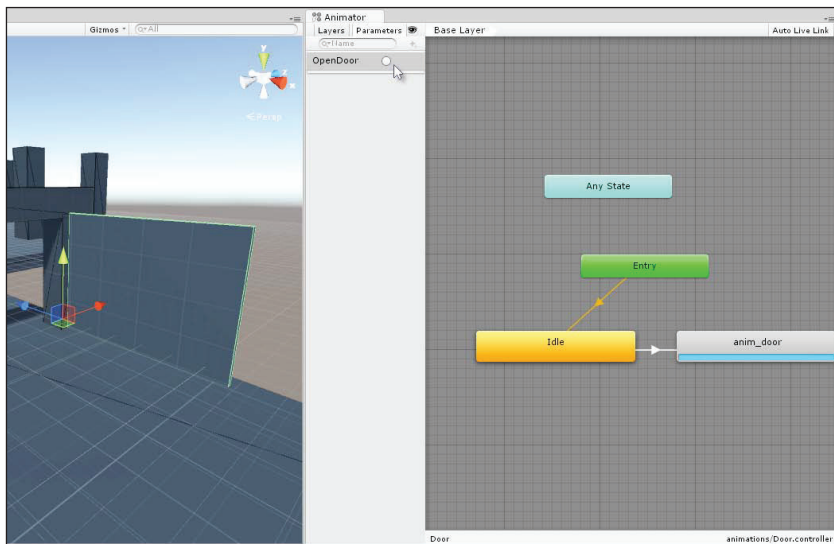 Gizmos
All
y
z
x
Persp
Animator
Layers Parameters
Name
OpenDoor
Base Layer
Auto Live Link
Any State
Entry
Idle
anim_door
Door
animations/Door.controller